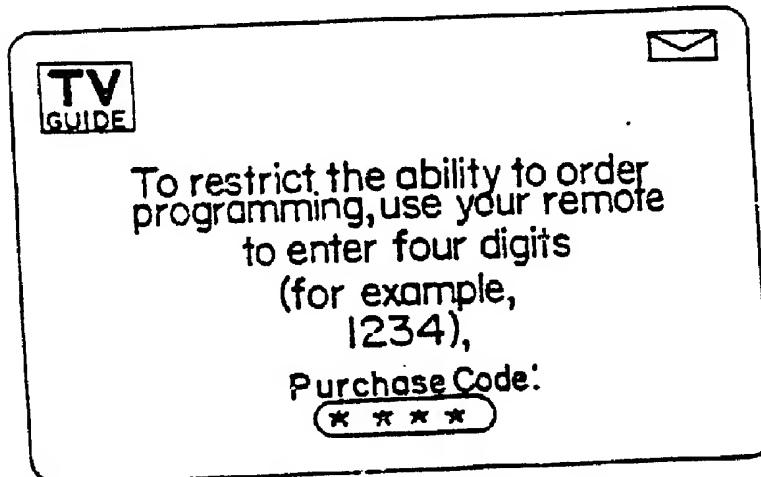 TV
GUIDE
To restrict the ability to order
programming, use your remote
to enter four digits
(for example,
1234),
Purchase Code:
* * * *